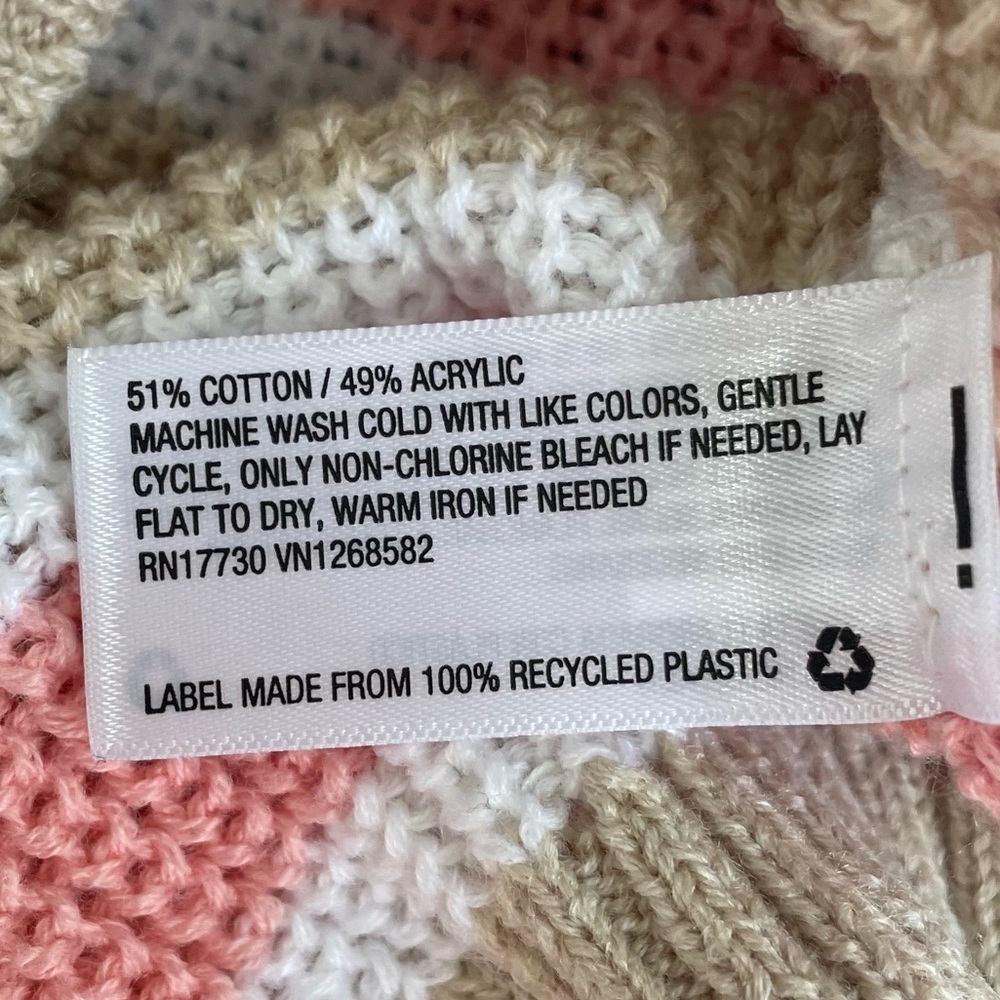 51% COTTON / 49% ACRYLIC
MACHINE WASH COLD WITH LIKE COLORS, GENTLE
CYCLE, ONLY NON-CHLORINE BLEACH IF NEEDED, LAY
FLAT TO DRY, WARM IRON IF NEEDED
RN17730 VN1268582
LABEL MADE FROM 100% RECYCLED PLASTIC